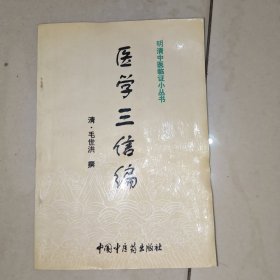 明清中医临证小丛书
医学三信编
清·毛世洪 撰
中国中医药出版社